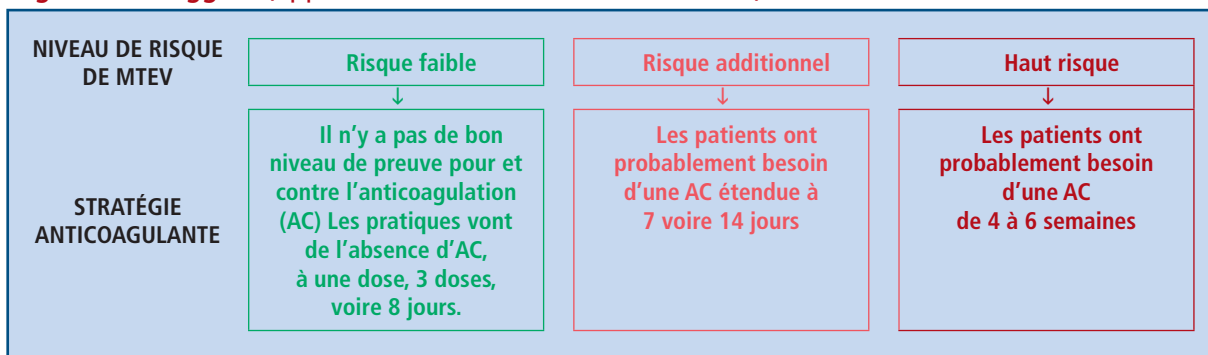 NIVEAU DE RISQUE
DE MTEV
Risque faible
Risque additionnel
Haut risque
↓
↓
↓
STRATÉGIE
ANTICOAGULANTE
Il n’y a pas de bon
niveau de preuve pour et
contre l’anticoagulation
(AC) Les pratiques vont
de l’absence d’AC,
à une dose, 3 doses,
voire 8 jours.
Les patients ont
probablement besoin
d’une AC étendue à
7 voire 14 jours
Les patients ont
probablement besoin
d’une AC
de 4 à 6 semaines